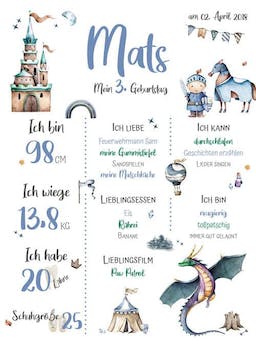 am 02. April 2018
Mats
Mein 3. Geburtstag
Ich bin
98 CM
Ich wiege
13,8 KG
Ich habe
20 Zähne
Schuhgröße 25
Ich liebe
Feuerwehrmann Sam
meine Gummistiefel
Sandspielen
meine Matschküche
Lieblingsessen
Eis
Rührei
Banane
Lieblingsfilm
Paw Patrol
Ich kann
durchschlafen
Geschichten erzählen
Lieder singen
Ich bin
neugierig
tollpatschig
immer gut gelaunt